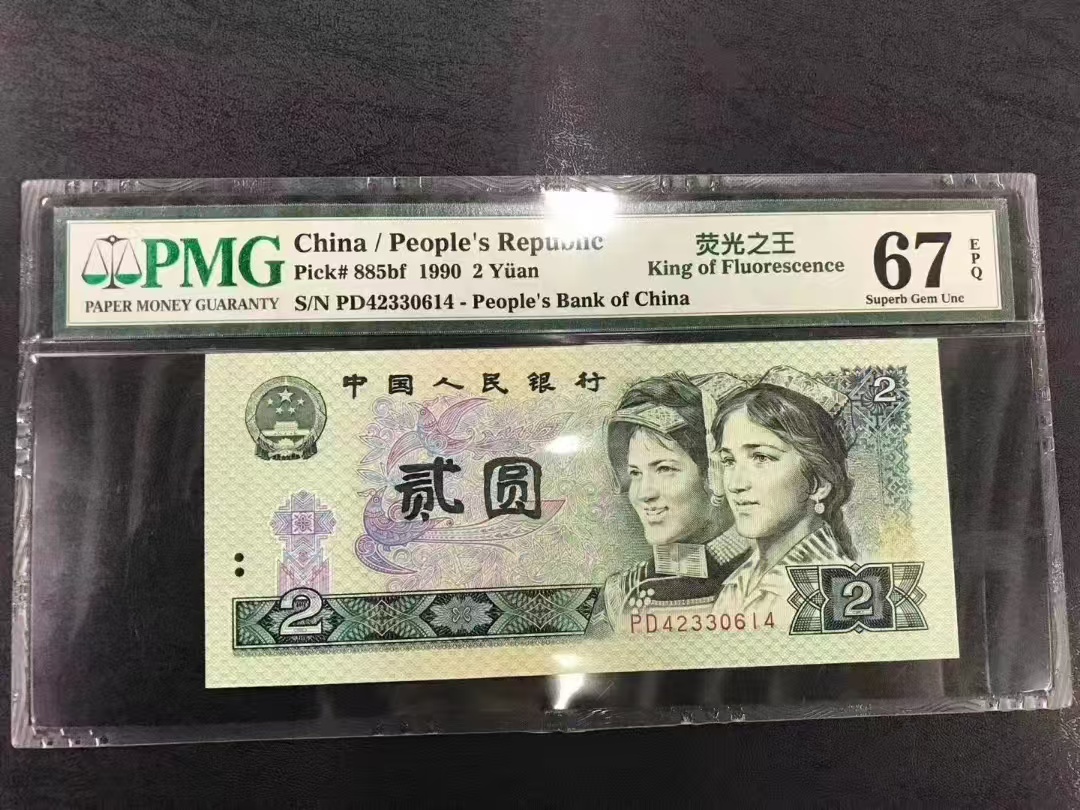 PMG
PAPER MONEY GUARANTY
China / People's Republic
Pick# 885bf 1990 2 Yüan
S/N PD42330614 - People's Bank of China
荧光之王
King of Fluorescence
67
EPQ
Superb Gem Unc
中国人民银行
2
贰圆
2
PD42330614
2